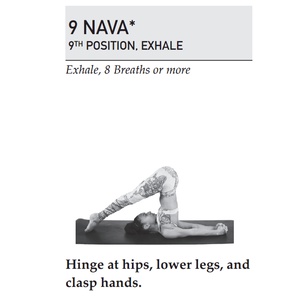 9 NAVA*
9TH POSITION, EXHALE
Exhale, 8 Breaths or more
Hinge at hips, lower legs, and
clasp hands.